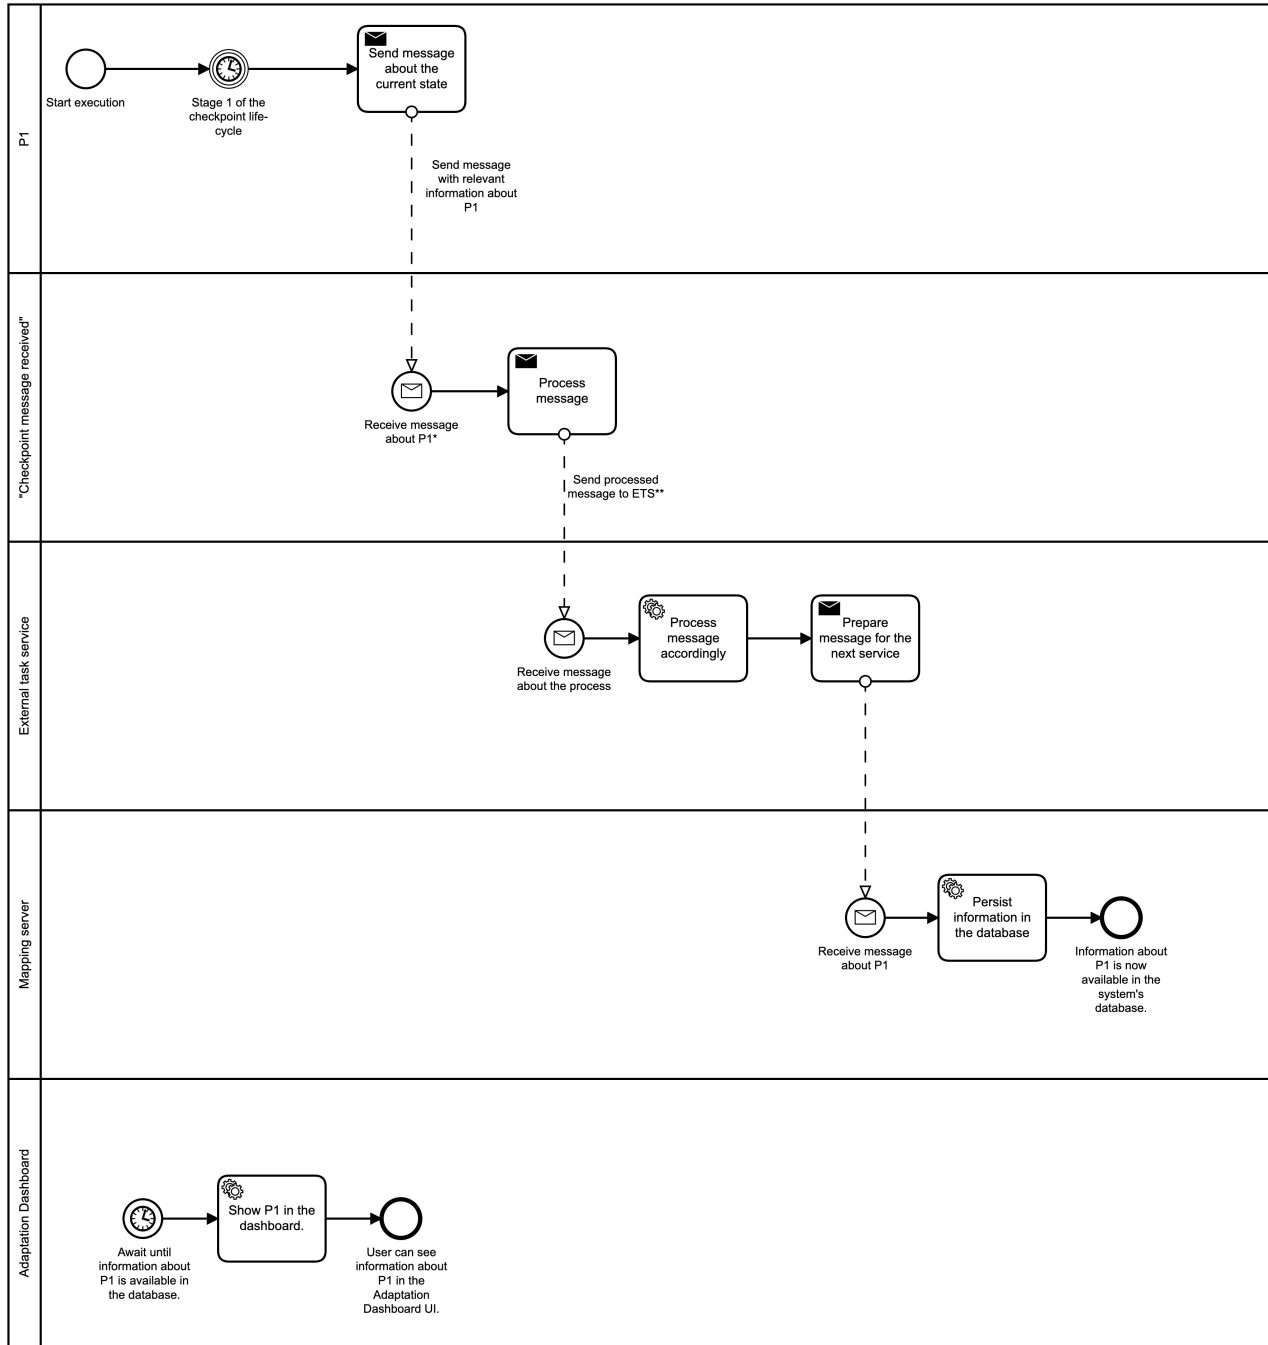 P1
Start execution
Stage 1 of the
checkpoint life-
cycle
Send message
about the
current state
Send message
with relevant
information about
P1
"Checkpoint message received"
Receive message
about P1*
Process
message
Send processed
message to ETS**
External task service
Receive message
about the process
Process
message
accordingly
Prepare
message for the
next service
Mapping server
Receive message
about P1
Persist
information in
the database
Information about
P1 is now
available in the
system's
database.
Adaptation Dashboard
Await until
information about
P1 is available in
the database.
Show P1 in the
dashboard.
User can see
information about
P1 in the
Adaptation
Dashboard UI.